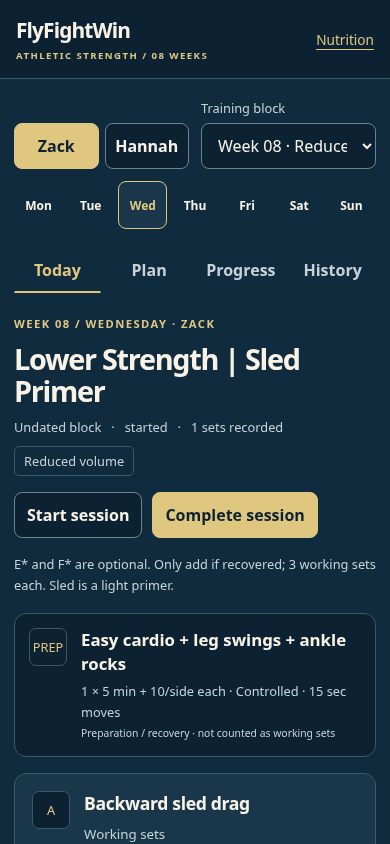 FlyFightWin
ATHLETIC STRENGTH / 08 WEEKS
Nutrition
Training block
Zack
Hannah
Week 08 · Reduce
Mon
Tue
Wed
Thu
Fri
Sat
Sun
Today
Plan
Progress
History
WEEK 08 / WEDNESDAY · ZACK
Lower Strength | Sled
Primer
Undated block · started · 1 sets recorded
Reduced volume
Start session
Complete session
E* and F* are optional. Only add if recovered; 3 working sets
each. Sled is a light primer.
PREP
Easy cardio + leg swings + ankle
rocks
1 × 5 min + 10/side each · Controlled · 15 sec
moves
Preparation / recovery · not counted as working sets
A
Backward sled drag
Working sets